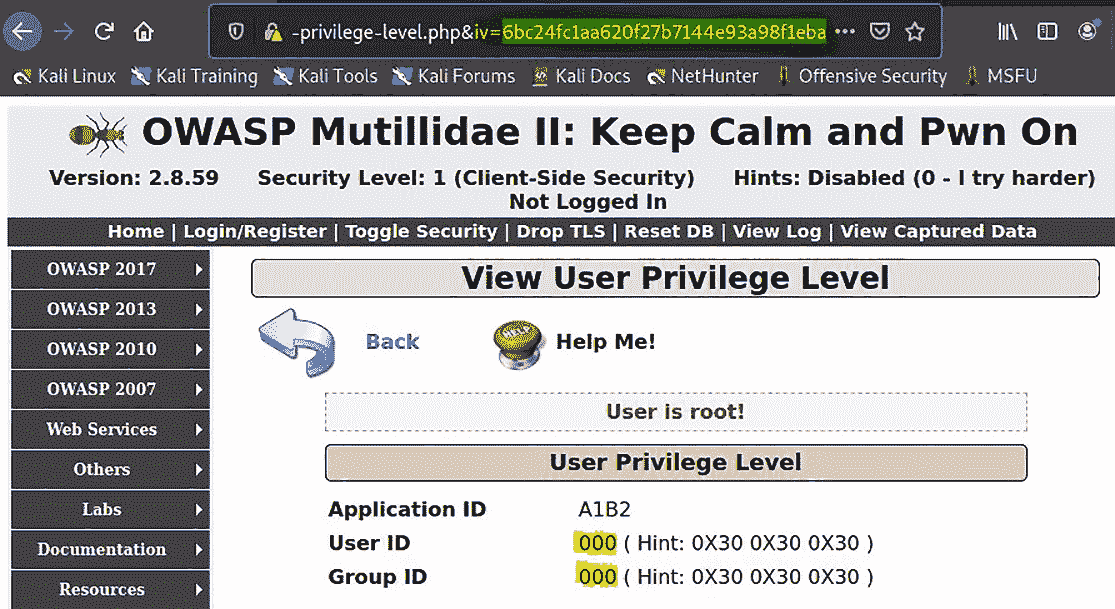 -privilege-level.php&iv=6bc24fc1aa620f27b7144e93a98f1eba ···
Kali Linux Kali Training Kali Tools Kali Forums Kali Docs NetHunter Offensive Security MSFU
OWASP Mutillidae II: Keep Calm and Pwn On
Version: 2.8.59 Security Level: 1 (Client-Side Security) Hints: Disabled (0 - I try harder)
Not Logged In
Home | Login/Register | Toggle Security | Drop TLS | Reset DB | View Log | View Captured Data
OWASP 2017
OWASP 2013
OWASP 2010
OWASP 2007
Web Services
Others
Labs
Documentation
Resources
View User Privilege Level
Back HELP Help Me!
User is root!
User Privilege Level
Application ID A1B2
User ID 000 ( Hint: 0X30 0X30 0X30 )
Group ID 000 ( Hint: 0X30 0X30 0X30 )